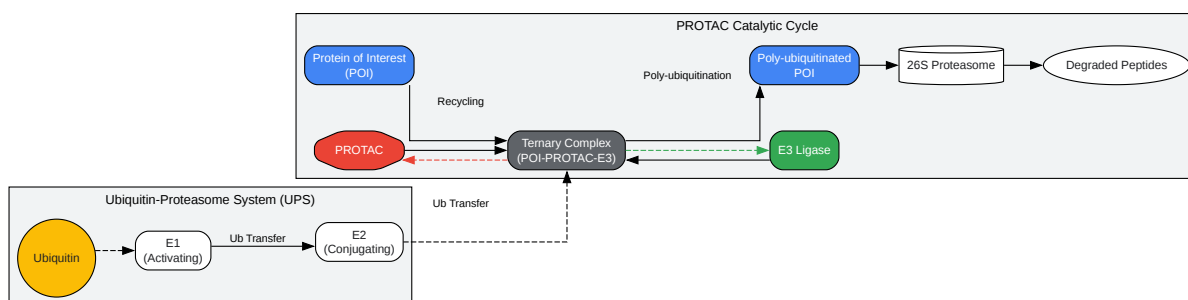 PROTAC Catalytic Cycle
Protein of Interest
(POI)
Poly-ubiquitinated
POI
26S Proteasome
Degraded Peptides
Poly-ubiquitination
Recycling
PROTAC
Ternary Complex
(POI-PROTAC-E3)
E3 Ligase
Ubiquitin-Proteasome System (UPS)
Ub Transfer
Ubiquitin
E1
(Activating)
Ub Transfer
E2
(Conjugating)